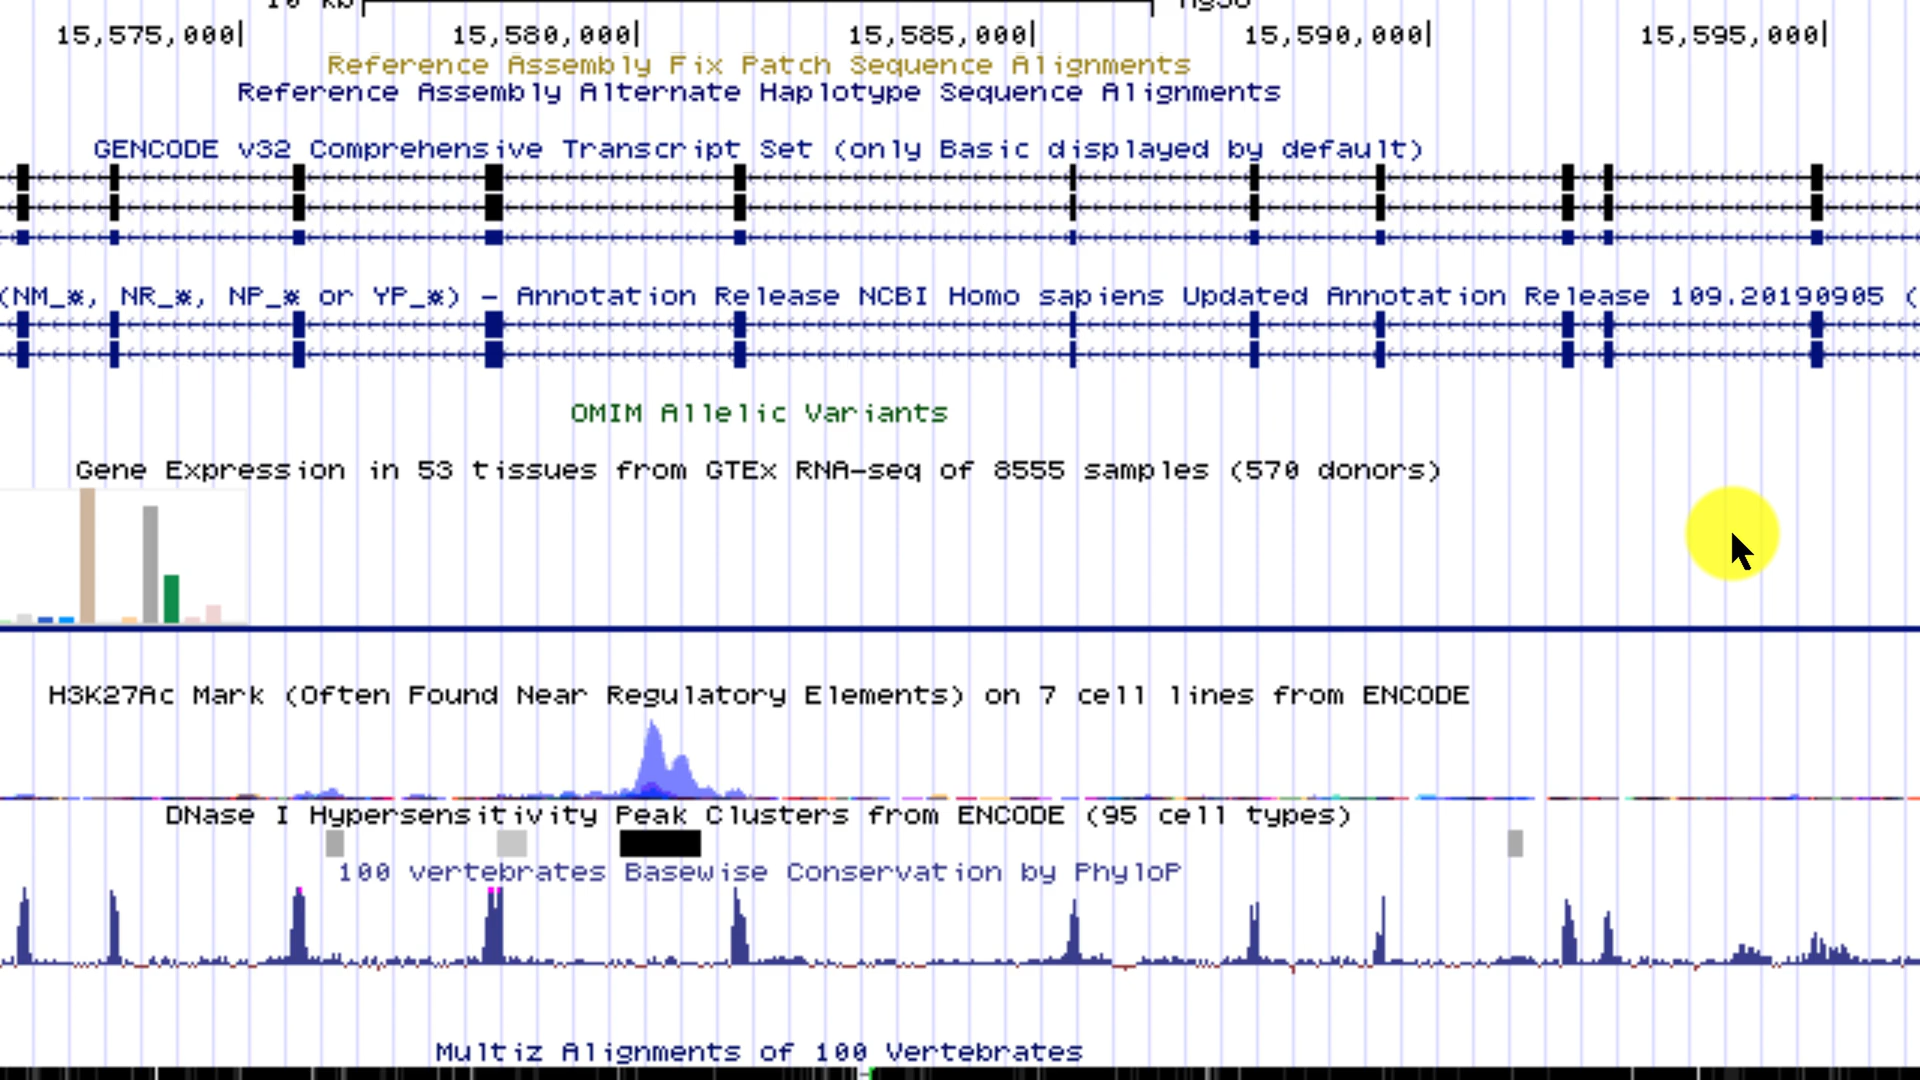 10 kb hg38
15,575,000| 15,580,000| 15,585,000| 15,590,000| 15,595,000|
Reference Assembly Fix Patch Sequence Alignments
Reference Assembly Alternate Haplotype Sequence Alignments
GENCODE v32 Comprehensive Transcript Set (only Basic displayed by default)
(NM_*, NR_*, NP_* or YP_*) - Annotation Release NCBI Homo sapiens Updated Annotation Release 109.20190905 (
OMIM Allelic Variants
Gene Expression in 53 tissues from GTEx RNA-seq of 8555 samples (570 donors)
H3K27Ac Mark (Often Found Near Regulatory Elements) on 7 cell lines from ENCODE
DNase I Hypersensitivity Peak Clusters from ENCODE (95 cell types)
100 vertebrates Basewise Conservation by PhyloP
Multiz Alignments of 100 Vertebrates